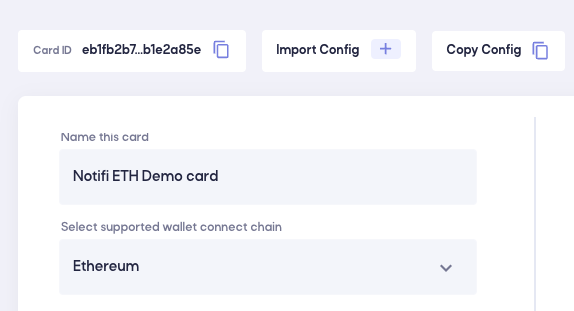 Card ID eb1fb2b7...b1e2a85e Import Config Copy Config
Name this card
Notifi ETH Demo card
Select supported wallet connect chain
Ethereum